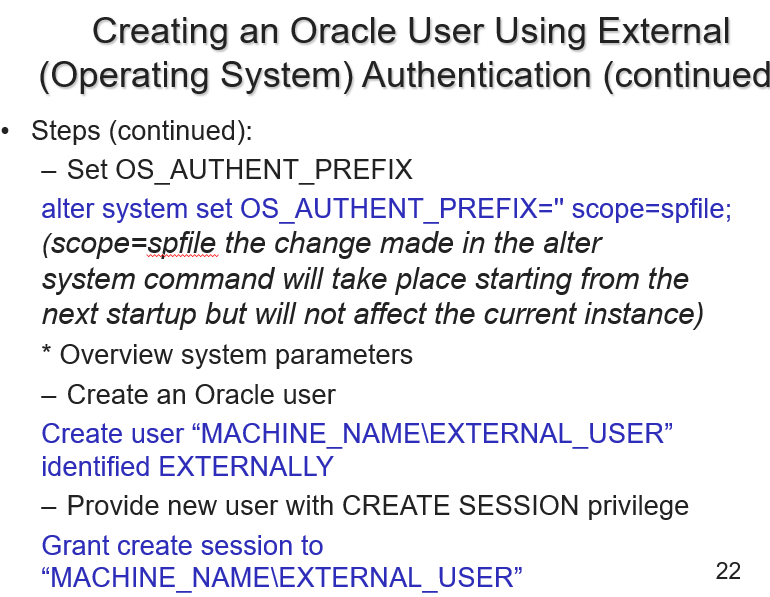 Creating an Oracle User Using External
(Operating System) Authentication (continued
• Steps (continued):
– Set OS_AUTHENT_PREFIX
alter system set OS_AUTHENT_PREFIX='' scope=spfile;
(scope=spfile the change made in the alter
system command will take place starting from the
next startup but will not affect the current instance)
* Overview system parameters
– Create an Oracle user
Create user “MACHINE_NAME\EXTERNAL_USER”
identified EXTERNALLY
– Provide new user with CREATE SESSION privilege
Grant create session to
“MACHINE_NAME\EXTERNAL_USER”
22